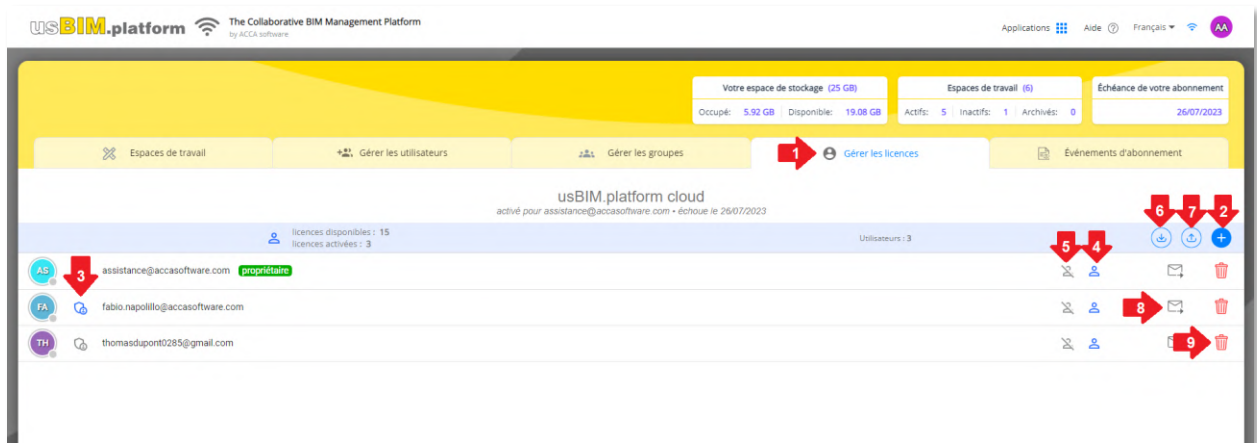 usBIM.platform
The Collaborative BIM Management Platform
by ACCA software
Applications Aide ? Français AA
Votre espace de stockage (25 GB) Espaces de travail (6) Échéance de votre abonnement
Occupé: 5.92 GB Disponible: 19.08 GB Actifs: 5 Inactifs: 1 Archivés: 0 26/07/2023
Espaces de travail Gérer les utilisateurs Gérer les groupes 1 Gérer les licences Événements d'abonnement
usBIM.platform cloud
activé pour assistance@accasoftware.com • échoue le 26/07/2023
6 7 2
licences disponibles : 15
licences activées : 3
Utilisateurs : 3
5 4
AS 3 assistance@accasoftware.com propriétaire
FA fabio.napolillo@accasoftware.com 8
TH thomasdupont0285@gmail.com 9